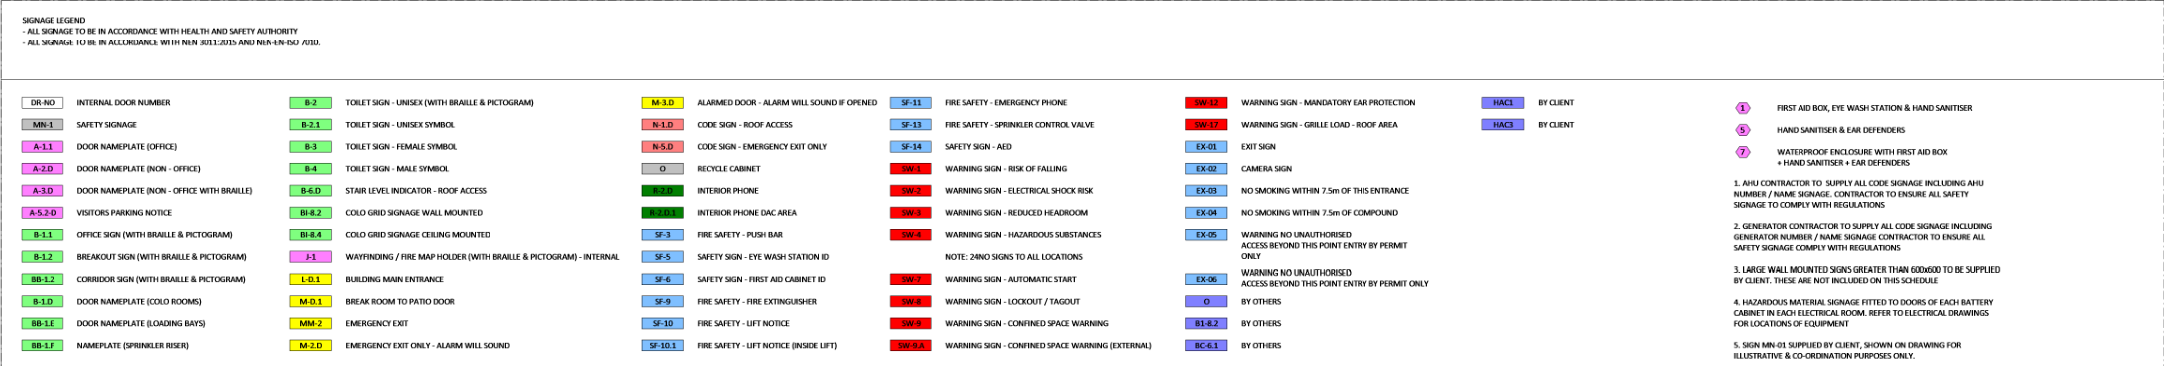 SIGNAGE LEGEND
- ALL SIGNAGE TO BE IN ACCORDANCE WITH HEALTH AND SAFETY AUTHORITY
- ALL SIGNAGE TO BE IN ACCORDANCE WITH NEN 3011:2015 AND NEN-EN-ISO 7010.
DR-NO INTERNAL DOOR NUMBER
MN-1 SAFETY SIGNAGE
A-1.1 DOOR NAMEPLATE (OFFICE)
A-2.D DOOR NAMEPLATE (NON - OFFICE)
A-3.D DOOR NAMEPLATE (NON - OFFICE WITH BRAILLE)
A-5.2-D VISITORS PARKING NOTICE
B-1.1 OFFICE SIGN (WITH BRAILLE & PICTOGRAM)
B-1.2 BREAKOUT SIGN (WITH BRAILLE & PICTOGRAM)
BB-1.2 CORRIDOR SIGN (WITH BRAILLE & PICTOGRAM)
B-1.D DOOR NAMEPLATE (COLO ROOMS)
BB-1.E DOOR NAMEPLATE (LOADING BAYS)
BB-1.F NAMEPLATE (SPRINKLER RISER)
B-2 TOILET SIGN - UNISEX (WITH BRAILLE & PICTOGRAM)
B-2.1 TOILET SIGN - UNISEX SYMBOL
B-3 TOILET SIGN - FEMALE SYMBOL
B-4 TOILET SIGN - MALE SYMBOL
B-6.D STAIR LEVEL INDICATOR - ROOF ACCESS
BI-8.2 COLO GRID SIGNAGE WALL MOUNTED
BI-8.4 COLO GRID SIGNAGE CEILING MOUNTED
J-1 WAYFINDING / FIRE MAP HOLDER (WITH BRAILLE & PICTOGRAM) - INTERNAL
L-D.1 BUILDING MAIN ENTRANCE
M-D.1 BREAK ROOM TO PATIO DOOR
MM-2 EMERGENCY EXIT
M-2.D EMERGENCY EXIT ONLY - ALARM WILL SOUND
M-3.D ALARMED DOOR - ALARM WILL SOUND IF OPENED
N-1.D CODE SIGN - ROOF ACCESS
N-5.D CODE SIGN - EMERGENCY EXIT ONLY
O RECYCLE CABINET
R-2.D INTERIOR PHONE
R-2.D.1 INTERIOR PHONE DAC AREA
SF-3 FIRE SAFETY - PUSH BAR
SF-5 SAFETY SIGN - EYE WASH STATION ID
SF-6 SAFETY SIGN - FIRST AID CABINET ID
SF-9 FIRE SAFETY - FIRE EXTINGUISHER
SF-10 FIRE SAFETY - LIFT NOTICE
SF-10.1 FIRE SAFETY - LIFT NOTICE (INSIDE LIFT)
SF-11 FIRE SAFETY - EMERGENCY PHONE
SF-13 FIRE SAFETY - SPRINKLER CONTROL VALVE
SF-14 SAFETY SIGN - AED
SW-1 WARNING SIGN - RISK OF FALLING
SW-2 WARNING SIGN - ELECTRICAL SHOCK RISK
SW-3 WARNING SIGN - REDUCED HEADROOM
SW-4 WARNING SIGN - HAZARDOUS SUBSTANCES
NOTE: 24NO SIGNS TO ALL LOCATIONS
SW-7 WARNING SIGN - AUTOMATIC START
SW-8 WARNING SIGN - LOCKOUT / TAGOUT
SW-9 WARNING SIGN - CONFINED SPACE WARNING
SW-9.A WARNING SIGN - CONFINED SPACE WARNING (EXTERNAL)
SW-12 WARNING SIGN - MANDATORY EAR PROTECTION
SW-17 WARNING SIGN - GRILLE LOAD - ROOF AREA
EX-01 EXIT SIGN
EX-02 CAMERA SIGN
EX-03 NO SMOKING WITHIN 7.5m OF THIS ENTRANCE
EX-04 NO SMOKING WITHIN 7.5m OF COMPOUND
EX-05 WARNING NO UNAUTHORISED
ACCESS BEYOND THIS POINT ENTRY BY PERMIT
ONLY
EX-06 WARNING NO UNAUTHORISED
ACCESS BEYOND THIS POINT ENTRY BY PERMIT ONLY
O BY OTHERS
B1-8.2 BY OTHERS
BC-6.1 BY OTHERS
HAC1 BY CLIENT
HAC3 BY CLIENT
1 FIRST AID BOX, EYE WASH STATION & HAND SANITISER
5 HAND SANITISER & EAR DEFENDERS
7 WATERPROOF ENCLOSURE WITH FIRST AID BOX
+ HAND SANITISER + EAR DEFENDERS
1. AHU CONTRACTOR TO SUPPLY ALL CODE SIGNAGE INCLUDING AHU
NUMBER / NAME SIGNAGE. CONTRACTOR TO ENSURE ALL SAFETY
SIGNAGE TO COMPLY WITH REGULATIONS
2. GENERATOR CONTRACTOR TO SUPPLY ALL CODE SIGNAGE INCLUDING
GENERATOR NUMBER / NAME SIGNAGE CONTRACTOR TO ENSURE ALL
SAFETY SIGNAGE COMPLY WITH REGULATIONS
3. LARGE WALL MOUNTED SIGNS GREATER THAN 600x600 TO BE SUPPLIED
BY CLIENT. THESE ARE NOT INCLUDED ON THIS SCHEDULE
4. HAZARDOUS MATERIAL SIGNAGE FITTED TO DOORS OF EACH BATTERY
CABINET IN EACH ELECTRICAL ROOM. REFER TO ELECTRICAL DRAWINGS
FOR LOCATIONS OF EQUIPMENT
5. SIGN MN-01 SUPPLIED BY CLIENT, SHOWN ON DRAWING FOR
ILLUSTRATIVE & CO-ORDINATION PURPOSES ONLY.